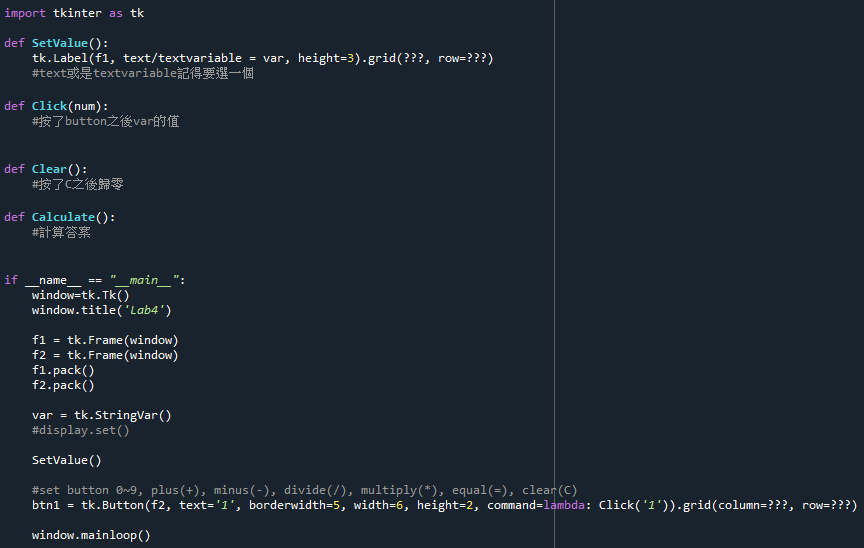 import tkinter as tk
def SetValue():
tk.Label(f1, text/textvariable = var, height=3).grid(???, row=???)
#text或是textvariable記得要選一個
def Click(num):
#按了button之後var的值
def Clear():
#按了C之後歸零
def Calculate():
#計算答案
if __name__ == "__main__":
window=tk.Tk()
window.title('Lab4')
f1 = tk.Frame(window)
f2 = tk.Frame(window)
f1.pack()
f2.pack()
var = tk.StringVar()
#display.set()
SetValue()
#set button 0~9, plus(+), minus(-), divide(/), multiply(*), equal(=), clear(C)
btn1 = tk.Button(f2, text='1', borderwidth=5, width=6, height=2, command=lambda: Click('1')).grid(column=???, row=???)
window.mainloop()